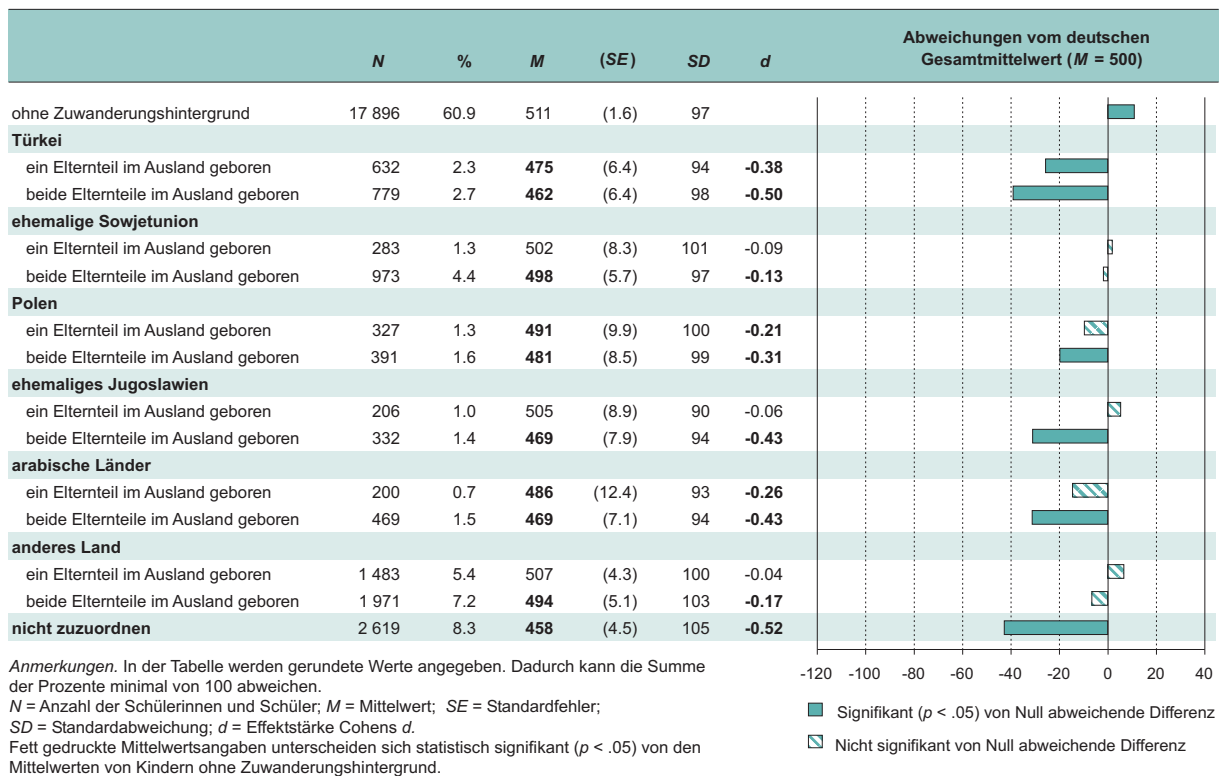 Abweichungen vom deutschen
N % M (SE) SD d Gesamtmittelwert (M = 500)
ohne Zuwanderungshintergrund 17 896 60.9 511 (1.6) 97
Türkei
ein Elternteil im Ausland geboren 632 2.3 475 (6.4) 94 -0.38
beide Elternteile im Ausland geboren 779 2.7 462 (6.4) 98 -0.50
ehemalige Sowjetunion
ein Elternteil im Ausland geboren 283 1.3 502 (8.3) 101 -0.09
beide Elternteile im Ausland geboren 973 4.4 498 (5.7) 97 -0.13
Polen
ein Elternteil im Ausland geboren 327 1.3 491 (9.9) 100 -0.21
beide Elternteile im Ausland geboren 391 1.6 481 (8.5) 99 -0.31
ehemaliges Jugoslawien
ein Elternteil im Ausland geboren 206 1.0 505 (8.9) 90 -0.06
beide Elternteile im Ausland geboren 332 1.4 469 (7.9) 94 -0.43
arabische Länder
ein Elternteil im Ausland geboren 200 0.7 486 (12.4) 93 -0.26
beide Elternteile im Ausland geboren 469 1.5 469 (7.1) 94 -0.43
anderes Land
ein Elternteil im Ausland geboren 1 483 5.4 507 (4.3) 100 -0.04
beide Elternteile im Ausland geboren 1 971 7.2 494 (5.1) 103 -0.17
nicht zuzuordnen 2 619 8.3 458 (4.5) 105 -0.52
-120 -100 -80 -60 -40 -20 0 20 40
Anmerkungen. In der Tabelle werden gerundete Werte angegeben. Dadurch kann die Summe
der Prozente minimal von 100 abweichen.
N = Anzahl der Schülerinnen und Schüler; M = Mittelwert; SE = Standardfehler;
SD = Standardabweichung; d = Effektstärke Cohens d.
Fett gedruckte Mittelwertsangaben unterscheiden sich statistisch signifikant (p < .05) von den
Mittelwerten von Kindern ohne Zuwanderungshintergrund.
Signifikant (p < .05) von Null abweichende Differenz
Nicht signifikant von Null abweichende Differenz